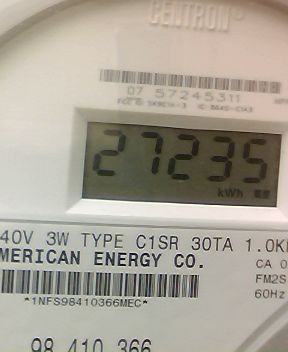 CENTRON
07 57245311
27235
kWh
40V 3W TYPE C1SR 30TA 1.0K
MERICAN ENERGY CO.
CA 0
FM2S
60Hz
*1NFS98410366MEC*
98 410 366